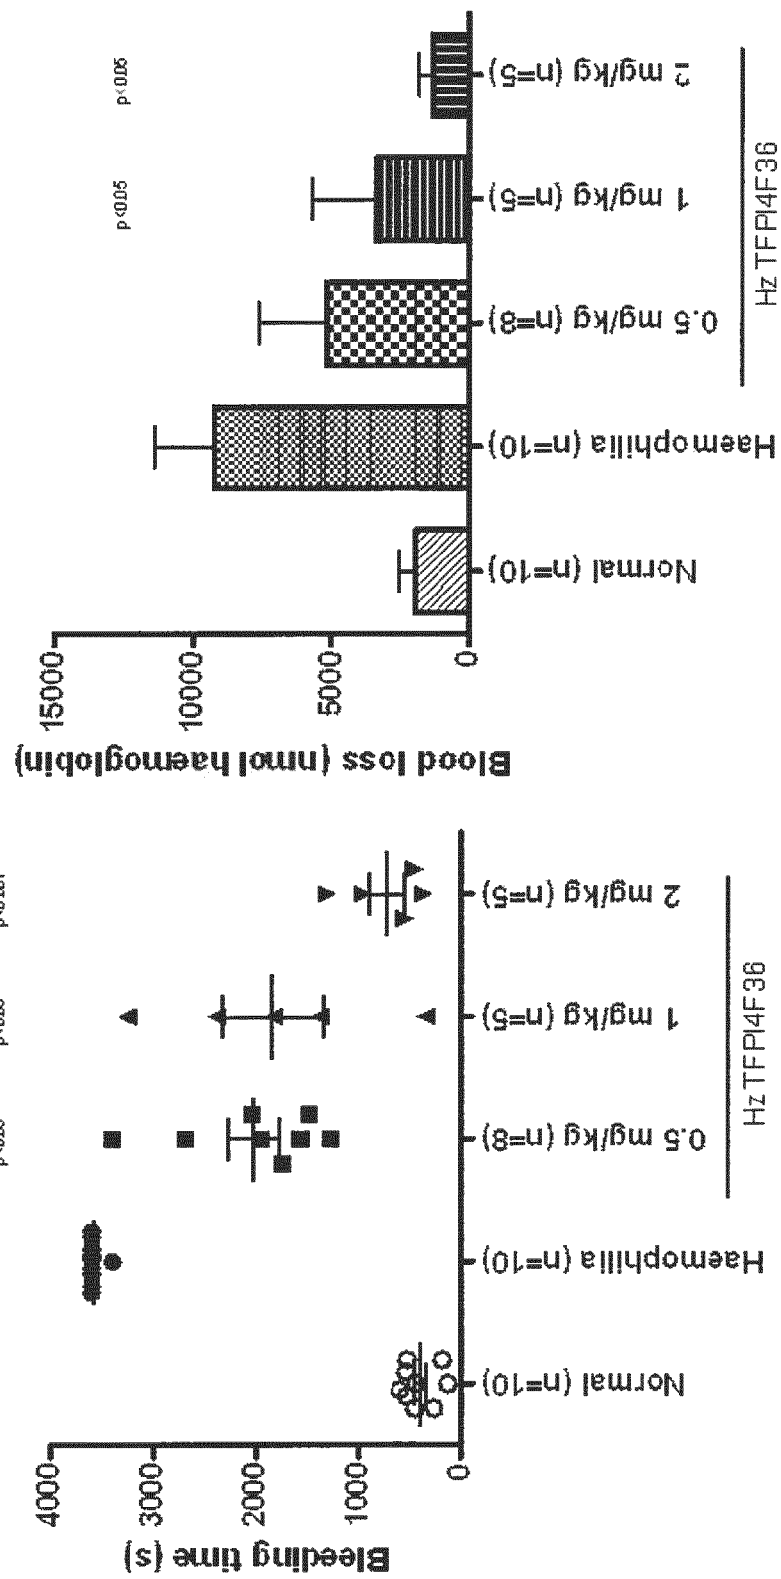 Bleeding time (s)
4000
3000
2000
1000
0
Normal (n=10)
Haemophilia (n=10)
0.5 mg/kg (n=8)
1 mg/kg (n=5)
2 mg/kg (n=5)
Hz TFPI4F36
Blood loss (nmol haemoglobin)
15000
10000
5000
0
p<0.05
p<0.05
Normal (n=10)
Haemophilia (n=10)
0.5 mg/kg (n=8)
1 mg/kg (n=5)
2 mg/kg (n=5)
Hz TFPI4F36